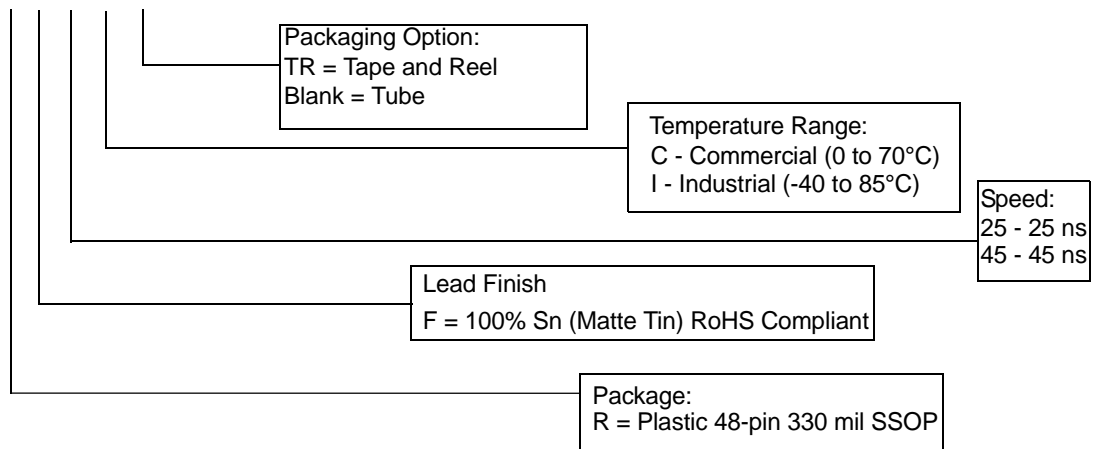 Packaging Option:
TR = Tape and Reel
Blank = Tube
Temperature Range:
C - Commercial (0 to 70°C)
I - Industrial (-40 to 85°C)
Speed:
25 - 25 ns
45 - 45 ns
Lead Finish
F = 100% Sn (Matte Tin) RoHS Compliant
Package:
R = Plastic 48-pin 330 mil SSOP